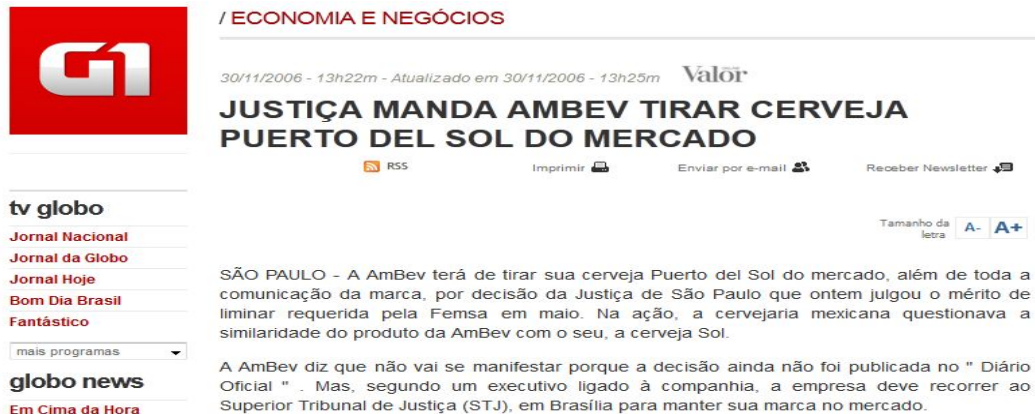 G1
/ ECONOMIA E NEGÓCIOS
30/11/2006 - 13h22m - Atualizado em 30/11/2006 - 13h25m Valor
JUSTIÇA MANDA AMBEV TIRAR CERVEJA
PUERTO DEL SOL DO MERCADO
RSS Imprimir Enviar por e-mail Receber Newsletter
Tamanho da
letra A- A+
tv globo
Jornal Nacional
Jornal da Globo
Jornal Hoje
Bom Dia Brasil
Fantástico
mais programas
globo news
Em Cima da Hora
SÃO PAULO - A AmBev terá de tirar sua cerveja Puerto del Sol do mercado, além de toda a
comunicação da marca, por decisão da Justiça de São Paulo que ontem julgou o mérito de
liminar requerida pela Femsa em maio. Na ação, a cervejaria mexicana questionava a
similaridade do produto da AmBev com o seu, a cerveja Sol.
A AmBev diz que não vai se manifestar porque a decisão ainda não foi publicada no " Diário
Oficial " . Mas, segundo um executivo ligado à companhia, a empresa deve recorrer ao
Superior Tribunal de Justiça (STJ), em Brasília para manter sua marca no mercado.